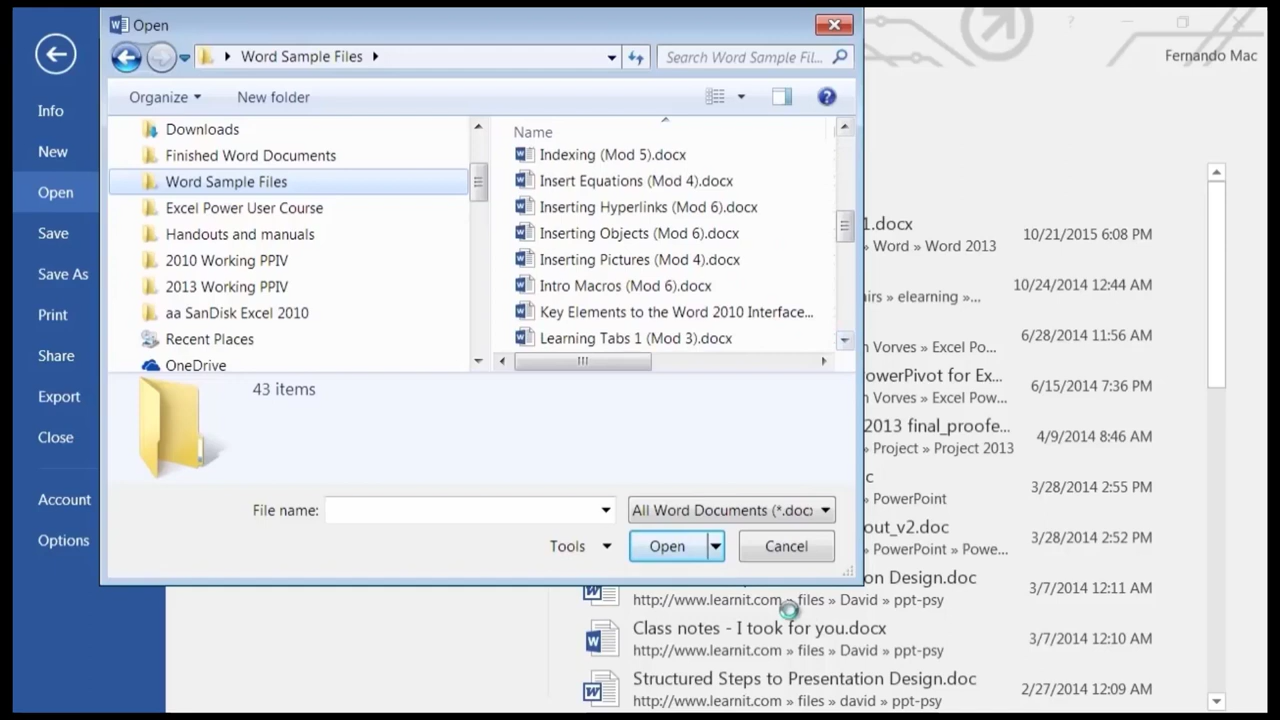 Open
Word Sample Files
Search Word Sample Fil...
Fernando Mac
Organize
New folder
Info
New
Open
Save
Save As
Print
Share
Export
Close
Account
Options
Downloads
Finished Word Documents
Word Sample Files
Excel Power User Course
Handouts and manuals
2010 Working PPIV
2013 Working PPIV
aa SanDisk Excel 2010
Recent Places
OneDrive
Name
Indexing (Mod 5).docx
Insert Equations (Mod 4).docx
Inserting Hyperlinks (Mod 6).docx
Inserting Objects (Mod 6).docx
Inserting Pictures (Mod 4).docx
Intro Macros (Mod 6).docx
Key Elements to the Word 2010 Interface...
Learning Tabs 1 (Mod 3).docx
43 items
File name:
All Word Documents (*.docx
Tools
Open
Cancel
1.docx
» Word » Word 2013
10/21/2015 6:08 PM
irs » elearning »...
10/24/2014 12:44 AM
n Vorves » Excel Po...
6/28/2014 11:56 AM
owerPivot for Ex...
n Vorves » Excel Pow...
6/15/2014 7:36 PM
2013 final_proofe...
» Project » Project 2013
4/9/2014 8:46 AM
c
» PowerPoint
3/28/2014 2:55 PM
out_v2.doc
» PowerPoint » Powe...
3/28/2014 2:52 PM
on Design.doc
http://www.learnit.com » files » David » ppt-psy
3/7/2014 12:11 AM
Class notes - I took for you.docx
http://www.learnit.com » files » David » ppt-psy
3/7/2014 12:10 AM
Structured Steps to Presentation Design.doc
http://www.learnit.com » files » david » ppt-psy
2/27/2014 12:09 AM